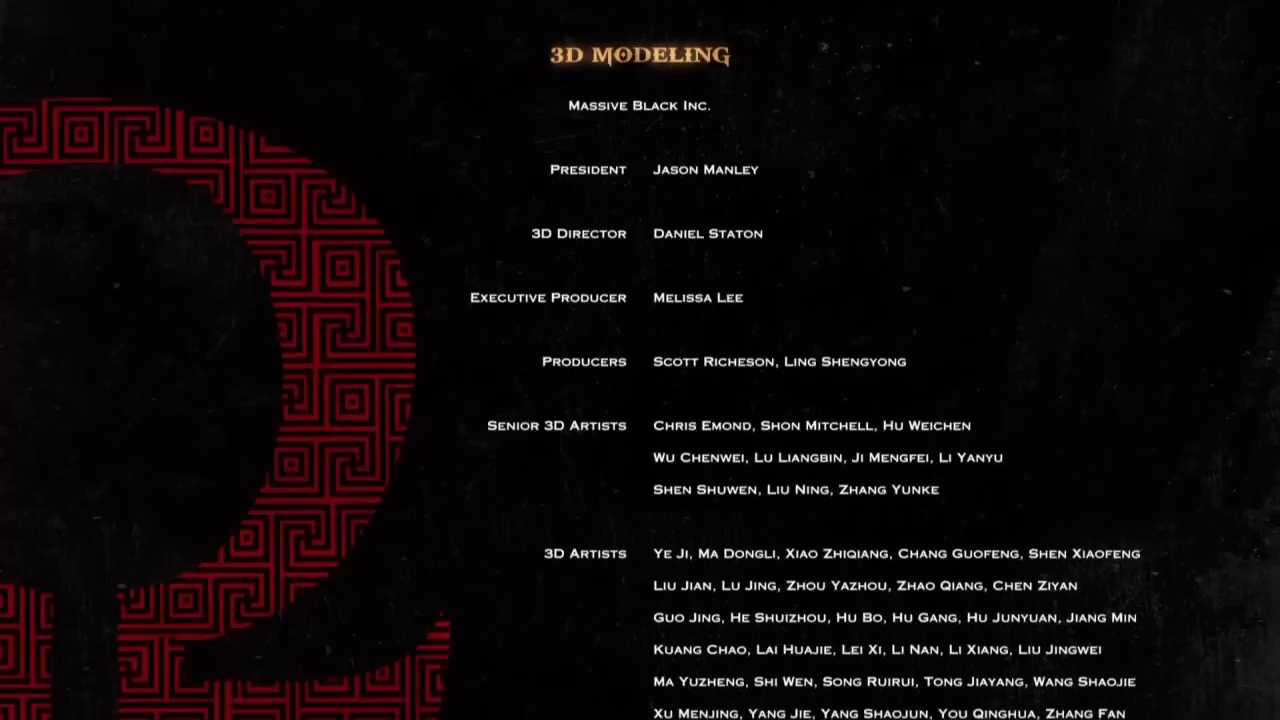 3D MODELING
MASSIVE BLACK INC.
PRESIDENT JASON MANLEY
3D DIRECTOR DANIEL STATON
EXECUTIVE PRODUCER MELISSA LEE
PRODUCERS SCOTT RICHESON, LING SHENGYONG
SENIOR 3D ARTISTS CHRIS EMOND, SHON MITCHELL, HU WEICHEN
WU CHENWEI, LU LIANGBIN, JI MENGFEI, LI YANYU
SHEN SHUWEN, LIU NING, ZHANG YUNKE
3D ARTISTS YE JI, MA DONGLI, XIAO ZHIQIANG, CHANG GUOFENG, SHEN XIAOFENG
LIU JIAN, LU JING, ZHOU YAZHOU, ZHAO QIANG, CHEN ZIYAN
GUO JING, HE SHUIZHOU, HU BO, HU GANG, HU JUNYUAN, JIANG MIN
KUANG CHAO, LAI HUAJIE, LEI XI, LI NAN, LI XIANG, LIU JINGWEI
MA YUZHENG, SHI WEN, SONG RUIRUI, TONG JIAYANG, WANG SHAOJIE
XU MENJING, YANG JIE, YANG SHAOJUN, YOU QINGHUA, ZHANG FAN